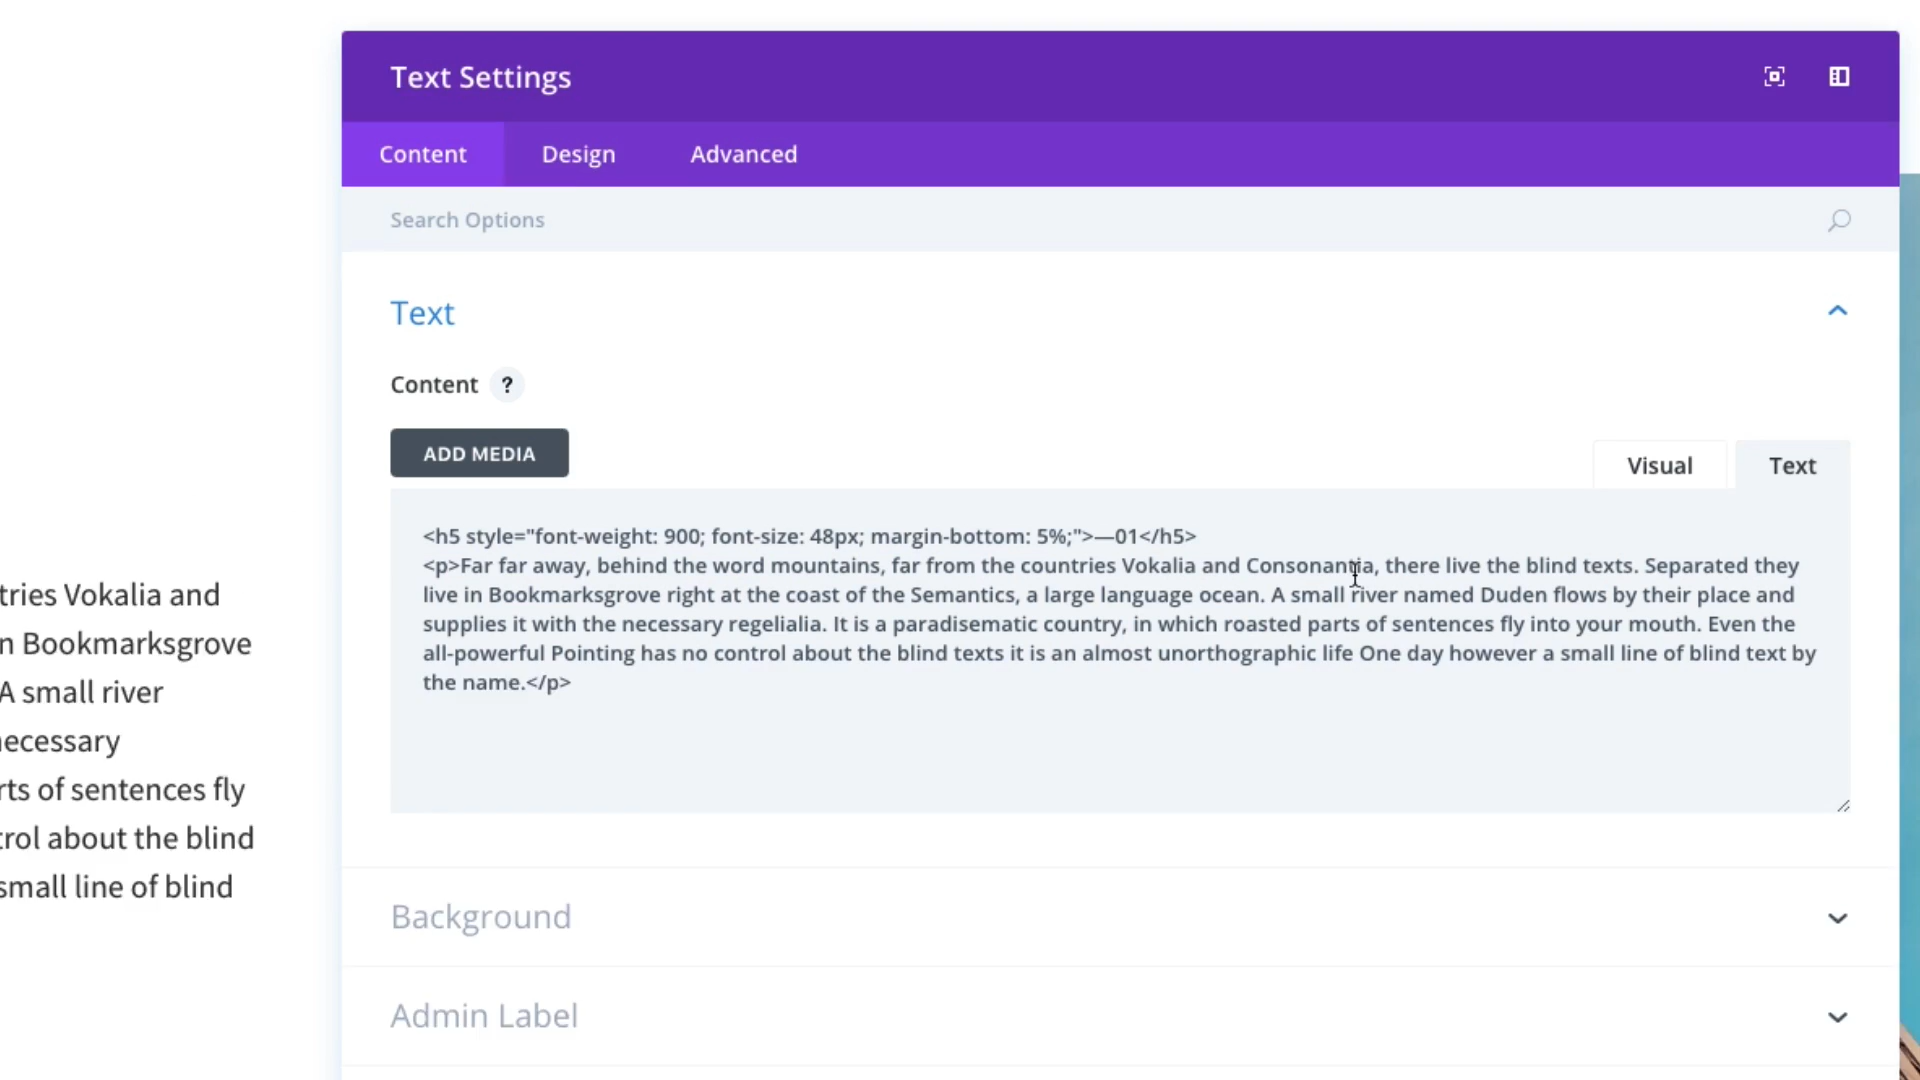 Text Settings
Content Design Advanced
Search Options
Text
Content ?
ADD MEDIA
Visual Text
<h5 style="font-weight: 900; font-size: 48px; margin-bottom: 5%;">—01</h5>
<p>Far far away, behind the word mountains, far from the countries Vokalia and Consonantia, there live the blind texts. Separated they
live in Bookmarksgrove right at the coast of the Semantics, a large language ocean. A small river named Duden flows by their place and
supplies it with the necessary regelialia. It is a paradisematic country, in which roasted parts of sentences fly into your mouth. Even the
all-powerful Pointing has no control about the blind texts it is an almost unorthographic life One day however a small line of blind text by
the name.</p>
Background
Admin Label
tries Vokalia and
n Bookmarksgrove
A small river
necessary
rts of sentences fly
trol about the blind
small line of blind